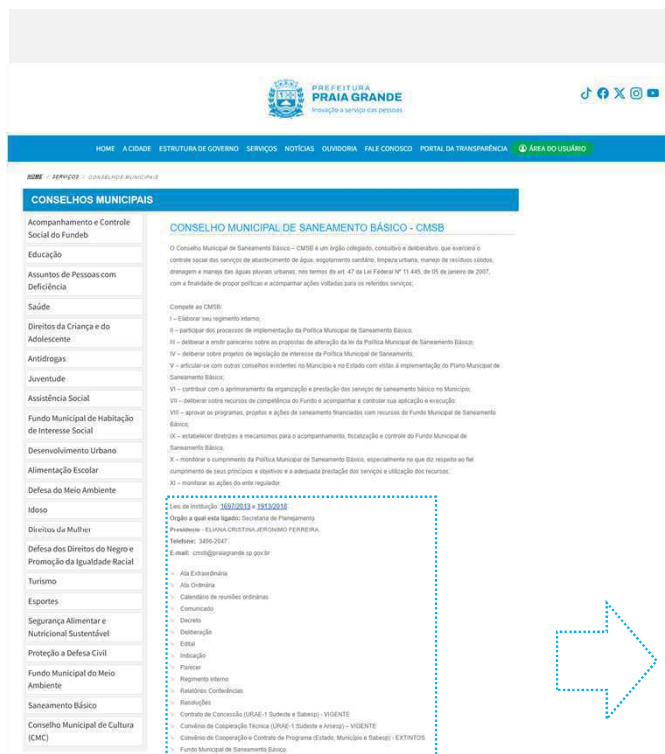 PREFEITURA
PRAIA GRANDE
Inovação a serviço das pessoas
HOME A CIDADE ESTRUTURA DE GOVERNO SERVIÇOS NOTÍCIAS OUVIDORIA FALE CONOSCO PORTAL DA TRANSPARÊNCIA ÁREA DO USUÁRIO
HOME / SERVIÇOS / CONSELHOS MUNICIPAIS
CONSELHOS MUNICIPAIS
Acompanhamento e Controle
Social do Fundeb
Educação
Assuntos de Pessoas com
Deficiência
Saúde
Direitos da Criança e do
Adolescente
Antidrogas
Juventude
Assistência Social
Fundo Municipal de Habitação
de Interesse Social
Desenvolvimento Urbano
Alimentação Escolar
Defesa do Meio Ambiente
Idoso
Direitos da Mulher
Defesa dos Direitos do Negro e
Promoção da Igualdade Racial
Turismo
Esportes
Segurança Alimentar e
Nutricional Sustentável
Proteção a Defesa Civil
Fundo Municipal do Meio
Ambiente
Saneamento Básico
Conselho Municipal de Cultura
(CMC)
CONSELHO MUNICIPAL DE SANEAMENTO BÁSICO - CMSB
O Conselho Municipal de Saneamento Básico – CMSB é um órgão colegiado, consultivo e deliberativo, que exercerá o
controle social dos serviços de abastecimento de água, esgotamento sanitário, limpeza urbana, manejo de resíduos sólidos,
drenagem e manejo das águas pluviais urbanas, nos termos do art. 47 da Lei Federal Nº 11.445, de 05 de janeiro de 2007,
com a finalidade de propor políticas e acompanhar ações voltadas para os referidos serviços;
Compete ao CMSB:
I – Elaborar seu regimento interno;
II – participar dos processos de implementação da Política Municipal de Saneamento Básico;
III – deliberar e emitir pareceres sobre as propostas de alteração da lei da Política Municipal de Saneamento Básico;
IV – deliberar sobre projetos de legislação de interesse da Política Municipal de Saneamento;
V – articular-se com outros conselhos existentes no Município e no Estado com vistas à implementação do Plano Municipal de
Saneamento Básico;
VI – contribuir com o aprimoramento da organização e prestação dos serviços de saneamento básico no Município;
VII – deliberar sobre recursos de competência do Fundo e acompanhar e controlar sua aplicação e execução;
VIII – aprovar os programas, projetos e ações de saneamento financiadas com recursos do Fundo Municipal de Saneamento
Básico;
IX – estabelecer diretrizes e mecanismos para o acompanhamento, fiscalização e controle do Fundo Municipal de
Saneamento Básico;
X – monitorar o cumprimento da Política Municipal de Saneamento Básico, especialmente no que diz respeito ao fiel
cumprimento de seus princípios e objetivos e a adequada prestação dos serviços e utilização dos recursos;
XI – monitorar as ações do ente regulador.
Leis de Instituição: 1697/2013 e 1913/2018
Orgão a qual esta ligado: Secretaria de Planejamento
Presidente - ELIANA CRISTINA JERONIMO FERREIRA
Telefone: 3496-2047
E-mail: cmsb@praiagrande.sp.gov.br
Ata Extraordinária
Ata Ordinária
Calendário de reuniões ordinárias
Comunicado
Decreto
Deliberação
Edital
Indicação
Parecer
Regimento interno
Relatórios Conferências
Resoluções
Contrato de Concessão (URAE-1 Sudeste e Sabesp) - VIGENTE
Convênio de Cooperação Técnica (URAE-1 Sudeste e Arsesp) – VIGENTE
Convênio de Cooperação e Contrato de Programa (Estado, Município e Sabesp) - EXTINTOS
Fundo Municipal de Saneamento Básico